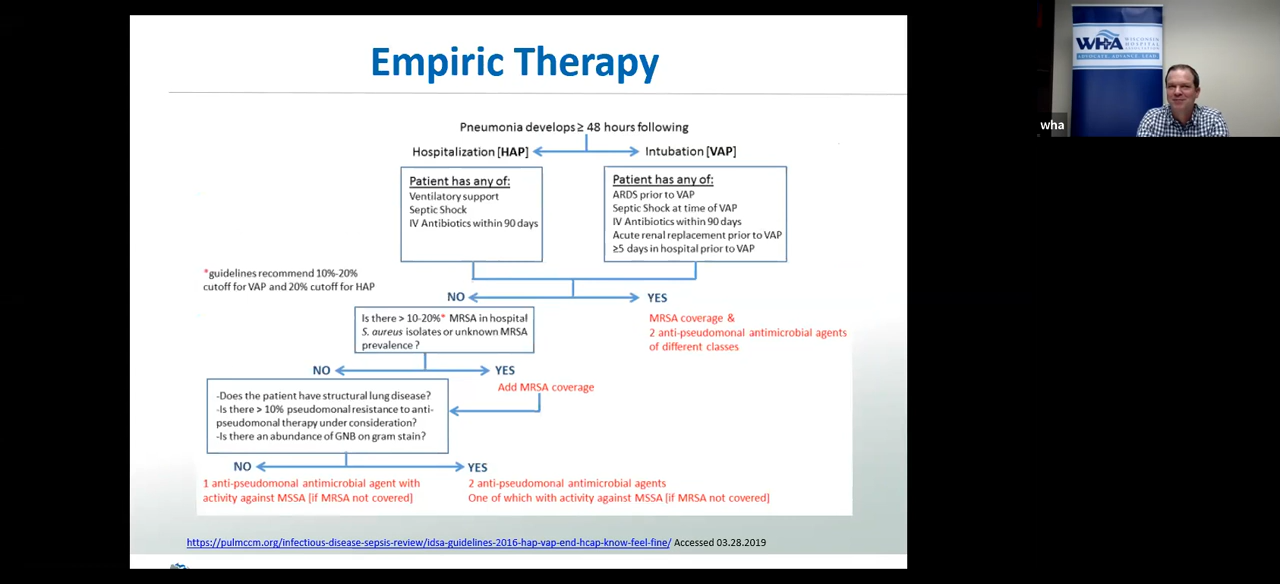 Empiric Therapy
Pneumonia develops ≥ 48 hours following
Hospitalization [HAP]
Intubation [VAP]
Patient has any of:
Ventilatory support
Septic Shock
IV Antibiotics within 90 days
Patient has any of:
ARDS prior to VAP
Septic Shock at time of VAP
IV Antibiotics within 90 days
Acute renal replacement prior to VAP
≥5 days in hospital prior to VAP
*guidelines recommend 10%-20%
cutoff for VAP and 20% cutoff for HAP
NO
YES
Is there > 10-20%* MRSA in hospital
S. aureus isolates or unknown MRSA
prevalence ?
MRSA coverage &
2 anti-pseudomonal antimicrobial agents
of different classes
NO
YES
Add MRSA coverage
-Does the patient have structural lung disease?
-Is there > 10% pseudomonal resistance to anti-
pseudomonal therapy under consideration?
-Is there an abundance of GNB on gram stain?
NO
YES
1 anti-pseudomonal antimicrobial agent with
activity against MSSA [if MRSA not covered]
2 anti-pseudomonal antimicrobial agents
One of which with activity against MSSA [if MRSA not covered]
https://pulmccm.org/infectious-disease-sepsis-review/idsa-guidelines-2016-hap-vap-end-hcap-know-feel-fine/ Accessed 03.28.2019
WHA
WISCONSIN
HOSPITAL
ASSOCIATION
ADVOCATE. ADVANCE. LEAD.
wha